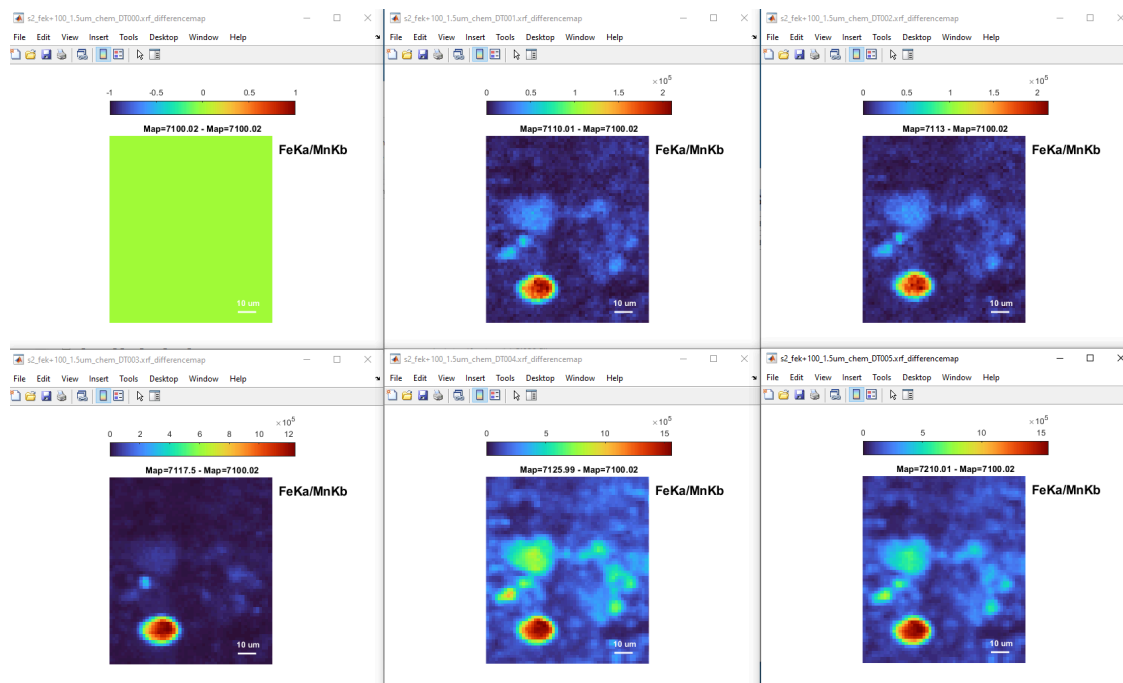 s2_fek+100_1.5um_chem_DT000.xrf_differencemap
File Edit View Insert Tools Desktop Window Help
-1 -0.5 0 0.5 1
Map=7100.02 - Map=7100.02
FeKa/MnKb
10 um
s2_fek+100_1.5um_chem_DT001.xrf_differencemap
File Edit View Insert Tools Desktop Window Help
×10^5
0 0.5 1 1.5 2
Map=7110.01 - Map=7100.02
FeKa/MnKb
10 um
s2_fek+100_1.5um_chem_DT002.xrf_differencemap
File Edit View Insert Tools Desktop Window Help
×10^5
0 0.5 1 1.5 2
Map=7113 - Map=7100.02
FeKa/MnKb
10 um
s2_fek+100_1.5um_chem_DT003.xrf_differencemap
File Edit View Insert Tools Desktop Window Help
×10^5
0 2 4 6 8 10 12
Map=7117.5 - Map=7100.02
FeKa/MnKb
10 um
s2_fek+100_1.5um_chem_DT004.xrf_differencemap
File Edit View Insert Tools Desktop Window Help
×10^5
0 5 10 15
Map=7125.99 - Map=7100.02
FeKa/MnKb
10 um
s2_fek+100_1.5um_chem_DT005.xrf_differencemap
File Edit View Insert Tools Desktop Window Help
×10^5
0 5 10 15
Map=7210.01 - Map=7100.02
FeKa/MnKb
10 um